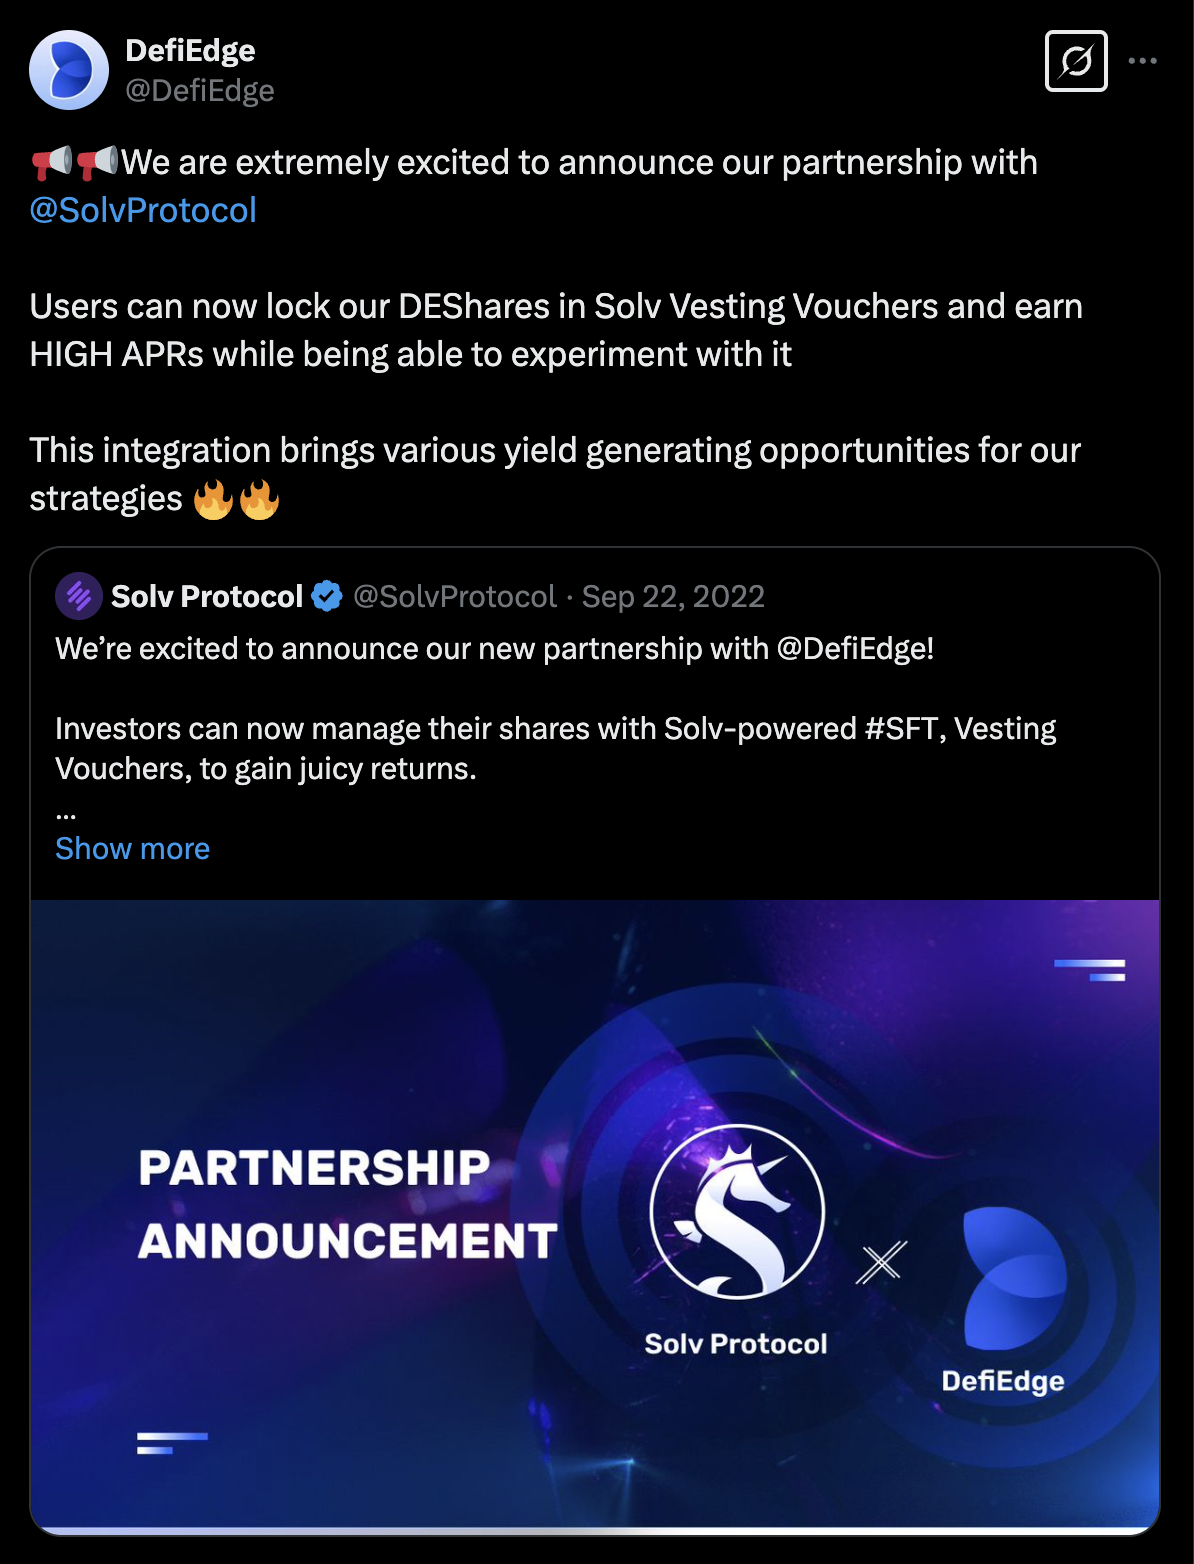 DefiEdge
@DefiEdge
📢📢We are extremely excited to announce our partnership with
@SolvProtocol
Users can now lock our DEShares in Solv Vesting Vouchers and earn
HIGH APRs while being able to experiment with it
This integration brings various yield generating opportunities for our
strategies 🔥🔥
Solv Protocol @SolvProtocol · Sep 22, 2022
We’re excited to announce our new partnership with @DefiEdge!
Investors can now manage their shares with Solv-powered #SFT, Vesting
Vouchers, to gain juicy returns.
...
Show more
PARTNERSHIP
ANNOUNCEMENT
Solv Protocol
DefiEdge